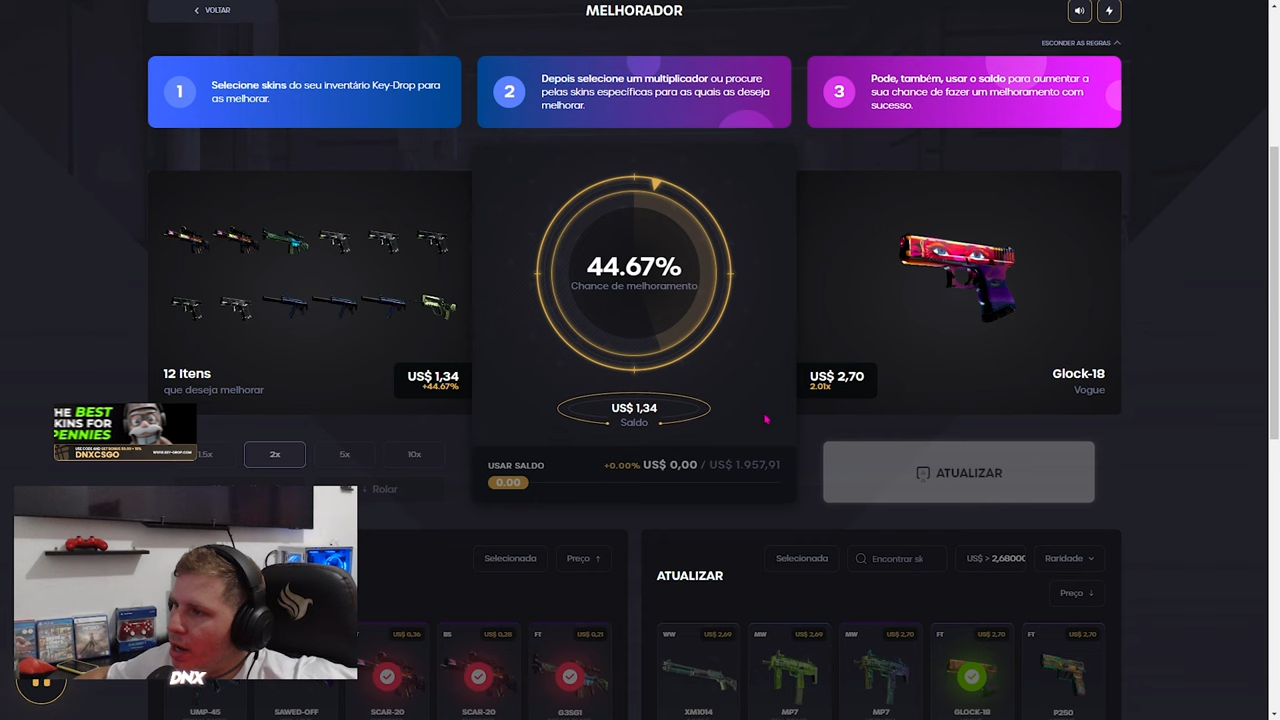 VOLTAR
MELHORADOR
ESCONDER AS REGRAS
1
Selecione skins do seu inventário Key-Drop para
as melhorar.
2
Depois selecione um multiplicador ou procure
pelas skins específicas para as quais as deseja
melhorar.
3
Pode, também, usar o saldo para aumentar a
sua chance de fazer um melhoramento com
sucesso.
44.67%
Chance de melhoramento
12 Itens
que deseja melhorar
US$ 1,34
+44.67%
US$ 2,70
2.01x
Glock-18
Vogue
US$ 1,34
Saldo
HE BEST
KINS FOR
PENNIES
DNXCSGO
WWW.KEY-DROP.COM
1.5x
2x
5x
10x
Rolar
USAR SALDO
+0.00% US$ 0,00 / US$ 1.957,91
0.00
ATUALIZAR
Selecionada
Preço
ATUALIZAR
Selecionada
Encontrar sk
US$ > 2,68000
Raridade
Preço
US$ 0,36
BS
US$ 0,28
FT
US$ 0,21
WW
US$ 2,69
MW
US$ 2,69
MW
US$ 2,70
FT
US$ 2,70
FT
US$ 2,70
DNX
UMP-45
SAWED-OFF
SCAR-20
SCAR-20
G3SG1
XM1014
MP7
MP7
GLOCK-18
P250